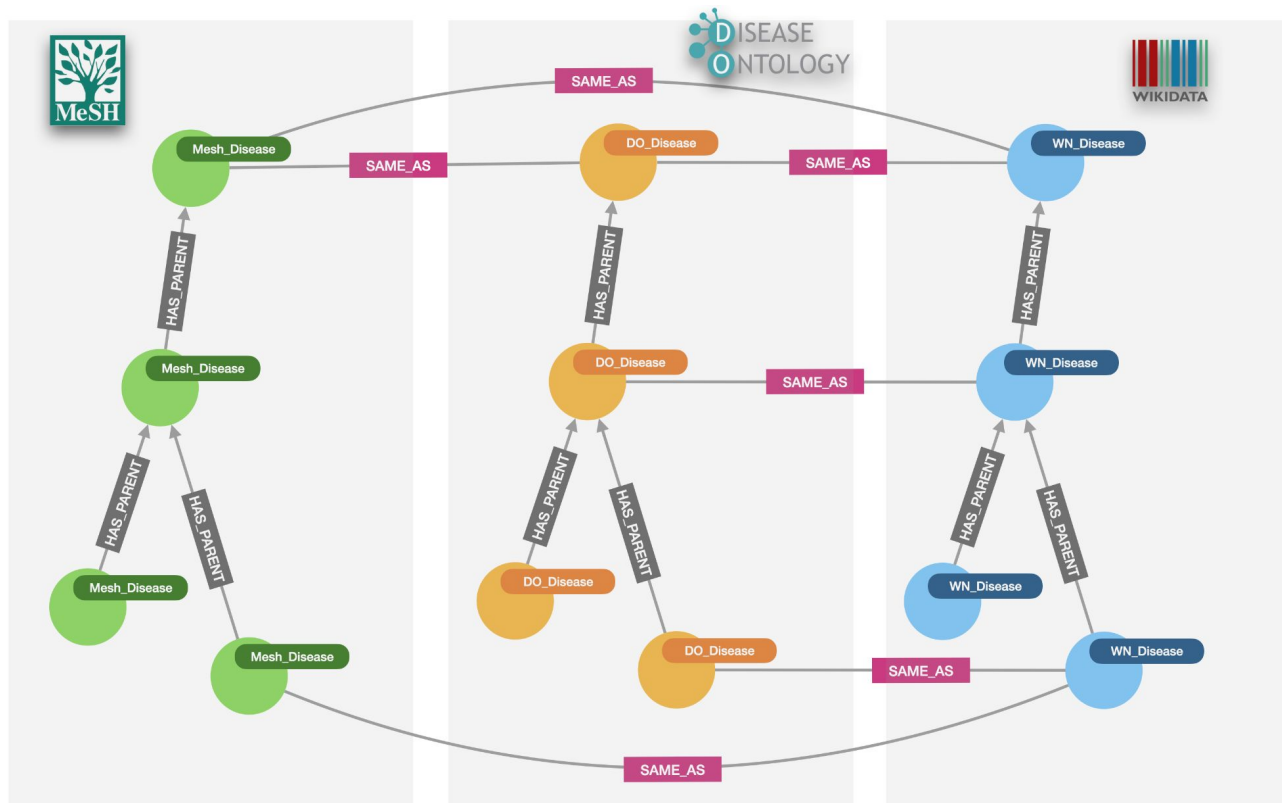 MeSH
DISEASE
ONTOLOGY
WIKIDATA
SAME_AS
Mesh_Disease
DO_Disease
WN_Disease
SAME_AS
SAME_AS
HAS_PARENT
HAS_PARENT
HAS_PARENT
Mesh_Disease
DO_Disease
WN_Disease
SAME_AS
HAS_PARENT
HAS_PARENT
HAS_PARENT
HAS_PARENT
HAS_PARENT
HAS_PARENT
Mesh_Disease
DO_Disease
WN_Disease
Mesh_Disease
DO_Disease
WN_Disease
SAME_AS
SAME_AS